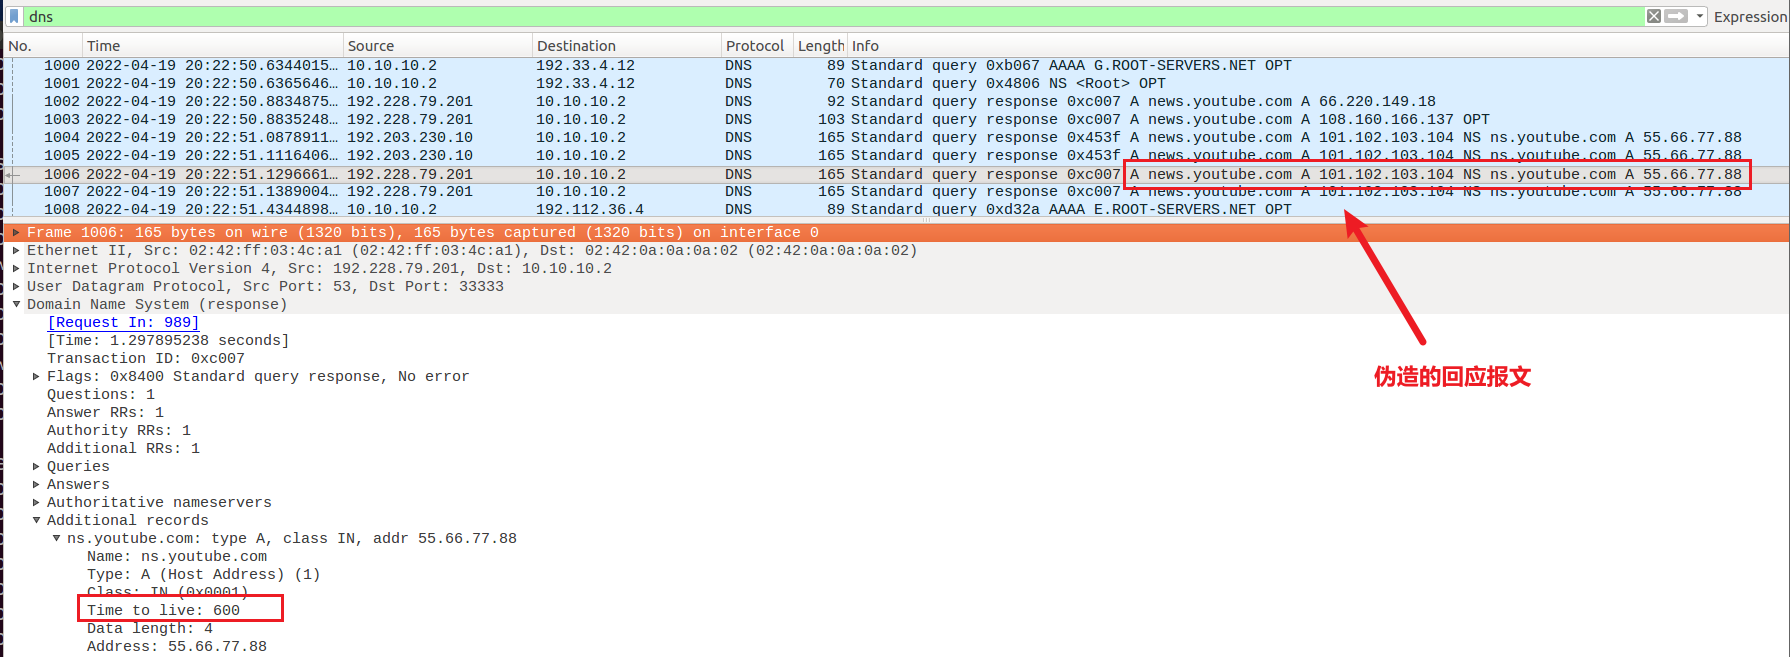 dns
Expression
No. Time Source Destination Protocol Length Info
1000 2022-04-19 20:22:50.6344015… 10.10.10.2 192.33.4.12 DNS 89 Standard query 0xb067 AAAA G.ROOT-SERVERS.NET OPT
1001 2022-04-19 20:22:50.6365646… 10.10.10.2 192.33.4.12 DNS 70 Standard query 0x4806 NS <Root> OPT
1002 2022-04-19 20:22:50.8834875… 192.228.79.201 10.10.10.2 DNS 92 Standard query response 0xc007 A news.youtube.com A 66.220.149.18
1003 2022-04-19 20:22:50.8835248… 192.228.79.201 10.10.10.2 DNS 103 Standard query response 0xc007 A news.youtube.com A 108.160.166.137 OPT
1004 2022-04-19 20:22:51.0878911… 192.203.230.10 10.10.10.2 DNS 165 Standard query response 0x453f A news.youtube.com A 101.102.103.104 NS ns.youtube.com A 55.66.77.88
1005 2022-04-19 20:22:51.1116406… 192.203.230.10 10.10.10.2 DNS 165 Standard query response 0x453f A news.youtube.com A 101.102.103.104 NS ns.youtube.com A 55.66.77.88
1006 2022-04-19 20:22:51.1296661… 192.228.79.201 10.10.10.2 DNS 165 Standard query response 0xc007 A news.youtube.com A 101.102.103.104 NS ns.youtube.com A 55.66.77.88
1007 2022-04-19 20:22:51.1389004… 192.228.79.201 10.10.10.2 DNS 165 Standard query response 0xc007 A news.youtube.com A 101.102.103.104 NS ns.youtube.com A 55.66.77.88
1008 2022-04-19 20:22:51.4344898… 10.10.10.2 192.112.36.4 DNS 89 Standard query 0xd32a AAAA E.ROOT-SERVERS.NET OPT
Frame 1006: 165 bytes on wire (1320 bits), 165 bytes captured (1320 bits) on interface 0
Ethernet II, Src: 02:42:ff:03:4c:a1 (02:42:ff:03:4c:a1), Dst: 02:42:0a:0a:0a:02 (02:42:0a:0a:0a:02)
Internet Protocol Version 4, Src: 192.228.79.201, Dst: 10.10.10.2
User Datagram Protocol, Src Port: 53, Dst Port: 33333
Domain Name System (response)
[Request In: 989]
[Time: 1.297895238 seconds]
Transaction ID: 0xc007
Flags: 0x8400 Standard query response, No error
伪造的回应报文
Questions: 1
Answer RRs: 1
Authority RRs: 1
Additional RRs: 1
Queries
Answers
Authoritative nameservers
Additional records
ns.youtube.com: type A, class IN, addr 55.66.77.88
Name: ns.youtube.com
Type: A (Host Address) (1)
Class: IN (0x0001)
Time to live: 600
Data length: 4
Address: 55.66.77.88